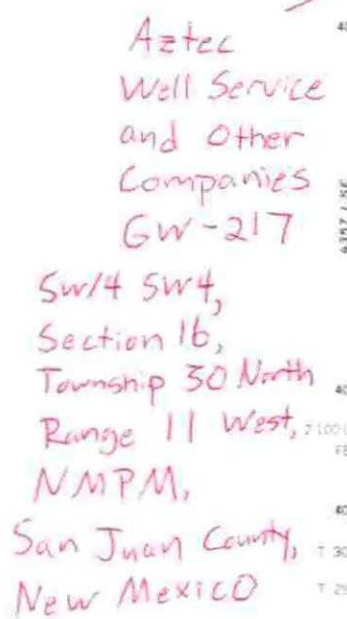 Aztec
Well Service
and Other
Companies
GW-217
SW/4 SW4,
Section 16,
Township 30 North
Range 11 West,
NMPM,
San Juan County,
New Mexico